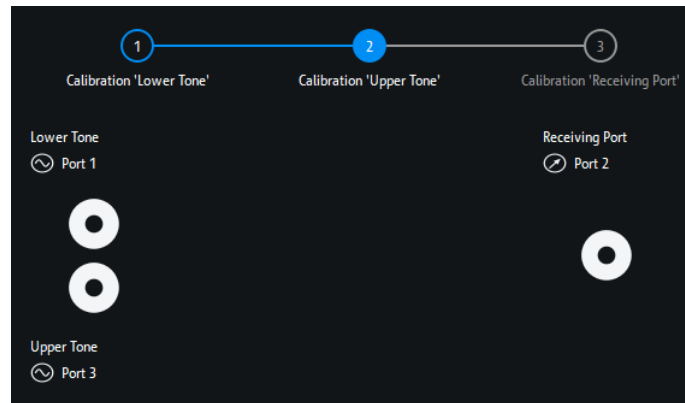 1
2
3
Calibration 'Lower Tone'
Calibration 'Upper Tone'
Calibration 'Receiving Port'
Lower Tone
Port 1
Receiving Port
Port 2
Upper Tone
Port 3